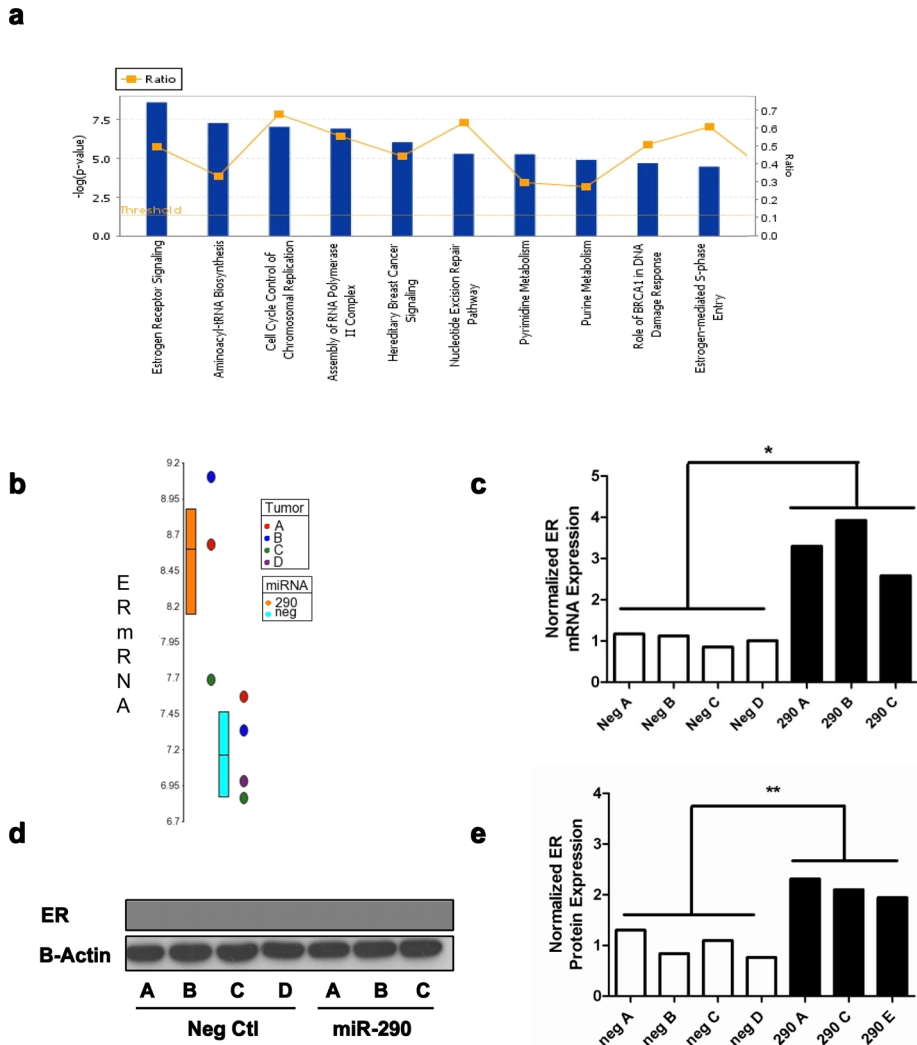 a
Ratio
7.5
5.0
2.5
0.0
-log(p-value)
Threshold
0.7
0.6
0.5
0.4
0.3
0.2
0.1
0.0
Ratio
Estrogen Receptor Signaling
Aminoacyl-tRNA Biosynthesis
Cell Cycle Control of
Chromosomal Replication
Assembly of RNA Polymerase
II Complex
Hereditary Breast Cancer
Signaling
Nucleotide Excision Repair
Pathway
Pyrimidine Metabolism
Purine Metabolism
Role of BRCA1 in DNA
Damage Response
Estrogen-mediated S-phase
Entry
b
ERmRNA
9.2
8.95
8.7
8.45
8.2
7.95
7.7
7.45
7.2
6.95
6.7
Tumor
A
B
C
D
miRNA
290
neg
c
Normalized ER
mRNA Expression
5
4
3
2
1
0
*
Neg A
Neg B
Neg C
Neg D
290 A
290 B
290 C
d
ER
B-Actin
A B C D A B C
Neg Ctl miR-290
e
Normalized ER
Protein Expression
4
3
2
1
0
**
neg A
neg B
neg C
neg D
290 A
290 C
290 E